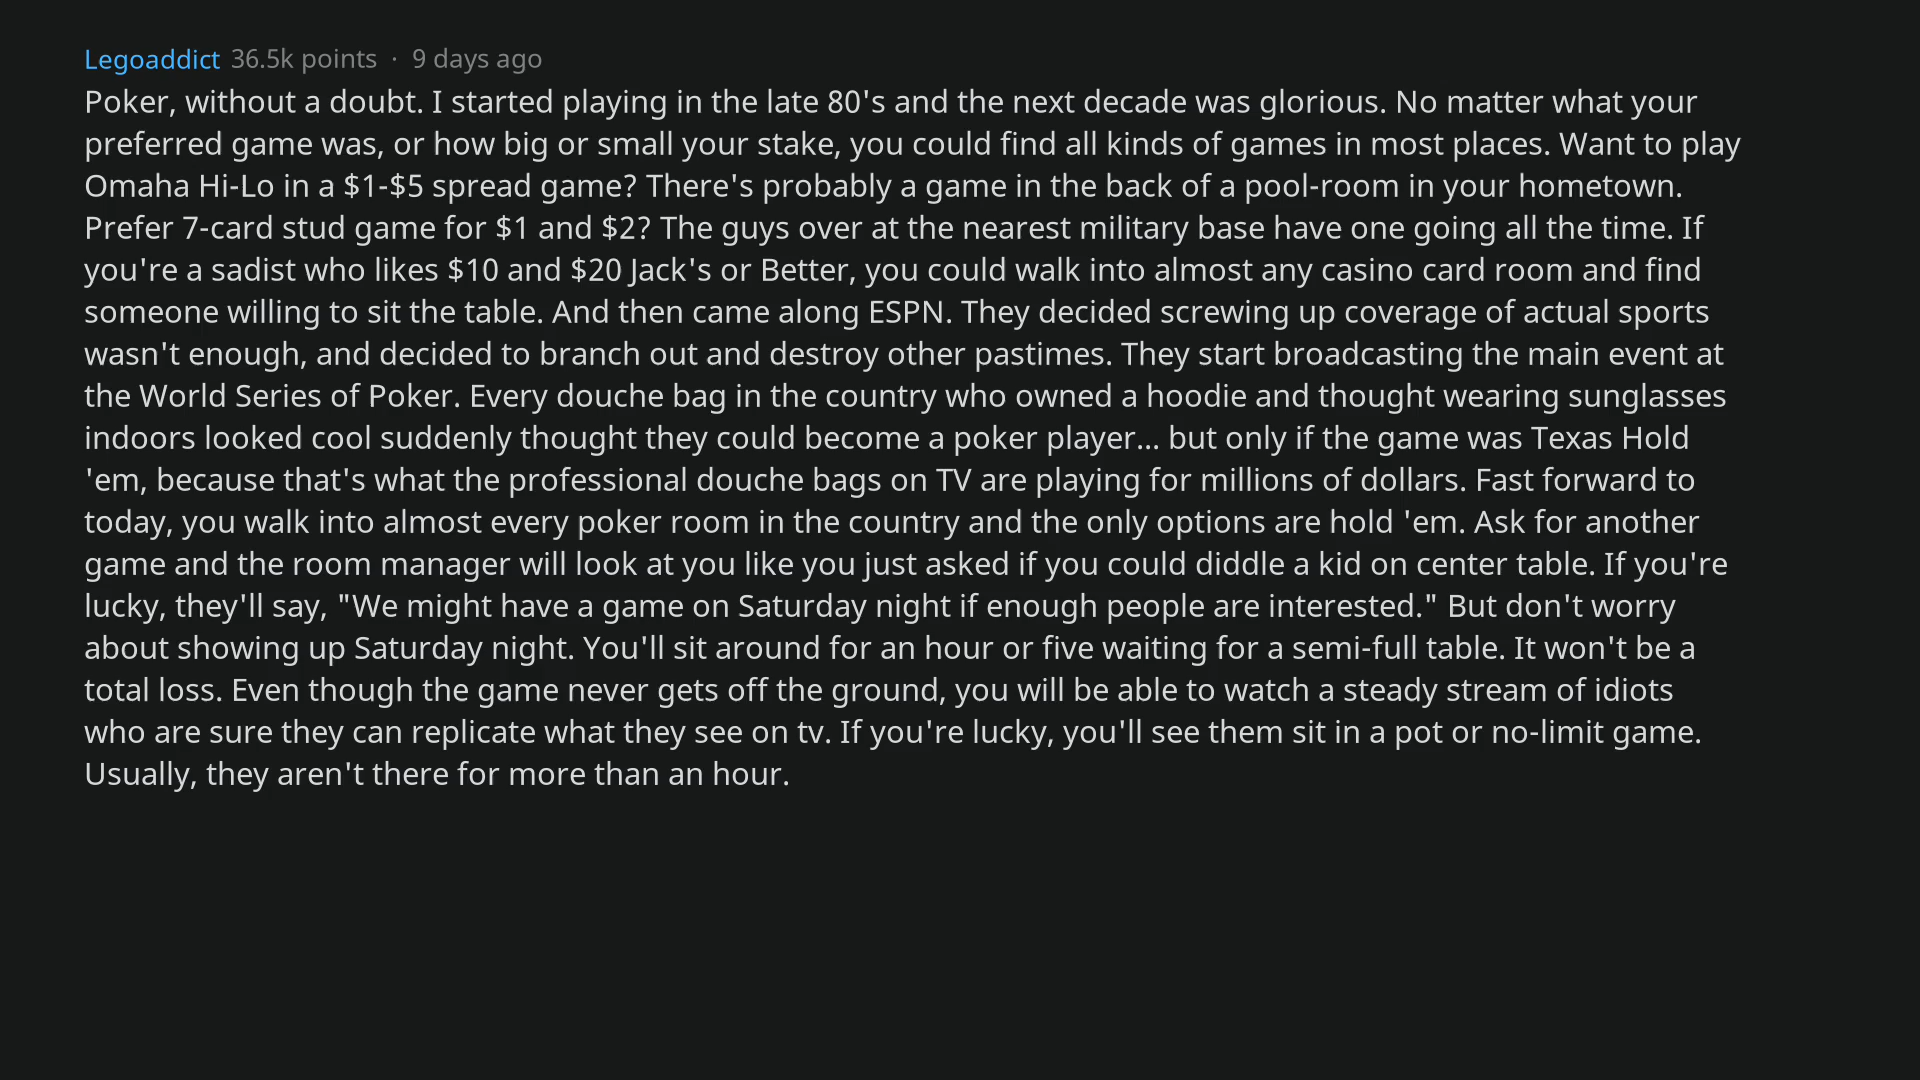 Legoaddict 36.5k points · 9 days ago
Poker, without a doubt. I started playing in the late 80's and the next decade was glorious. No matter what your
preferred game was, or how big or small your stake, you could find all kinds of games in most places. Want to play
Omaha Hi-Lo in a $1-$5 spread game? There's probably a game in the back of a pool-room in your hometown.
Prefer 7-card stud game for $1 and $2? The guys over at the nearest military base have one going all the time. If
you're a sadist who likes $10 and $20 Jack's or Better, you could walk into almost any casino card room and find
someone willing to sit the table. And then came along ESPN. They decided screwing up coverage of actual sports
wasn't enough, and decided to branch out and destroy other pastimes. They start broadcasting the main event at
the World Series of Poker. Every douche bag in the country who owned a hoodie and thought wearing sunglasses
indoors looked cool suddenly thought they could become a poker player... but only if the game was Texas Hold
'em, because that's what the professional douche bags on TV are playing for millions of dollars. Fast forward to
today, you walk into almost every poker room in the country and the only options are hold 'em. Ask for another
game and the room manager will look at you like you just asked if you could diddle a kid on center table. If you're
lucky, they'll say, "We might have a game on Saturday night if enough people are interested." But don't worry
about showing up Saturday night. You'll sit around for an hour or five waiting for a semi-full table. It won't be a
total loss. Even though the game never gets off the ground, you will be able to watch a steady stream of idiots
who are sure they can replicate what they see on tv. If you're lucky, you'll see them sit in a pot or no-limit game.
Usually, they aren't there for more than an hour.